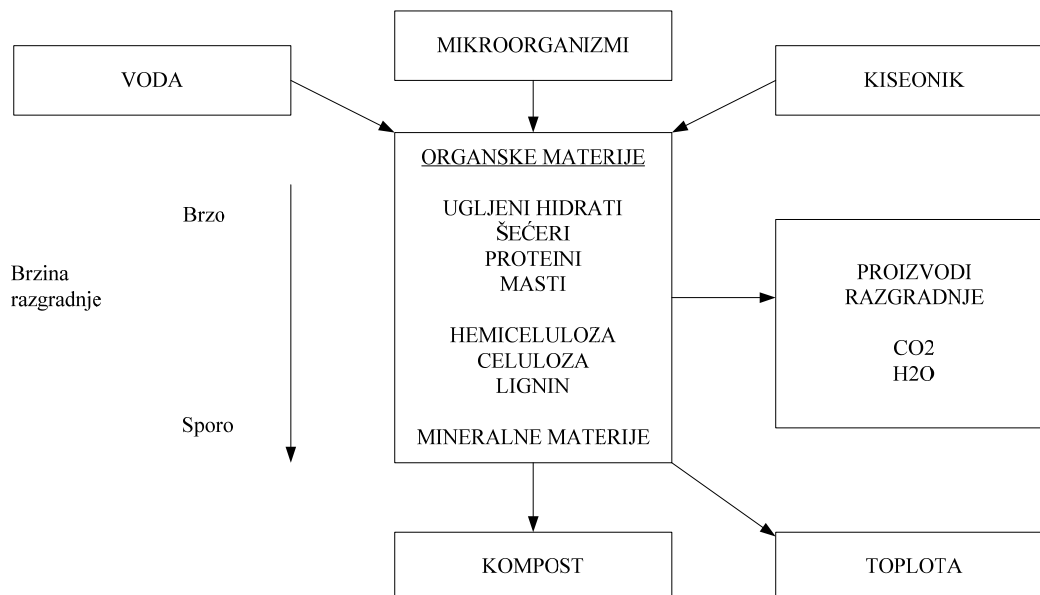 MIKROORGANIZMI
VODA
KISEONIK
ORGANSKE MATERIJE
UGLJENI HIDRATI
ŠEĆERI
PROTEINI
MASTI
HEMICELULOZA
CELULOZA
LIGNIN
MINERALNE MATERIJE
Brzo
Brzina
razgradnje
Sporo
PROIZVODI
RAZGRADNJE
CO2
H2O
KOMPOST
TOPLOTA